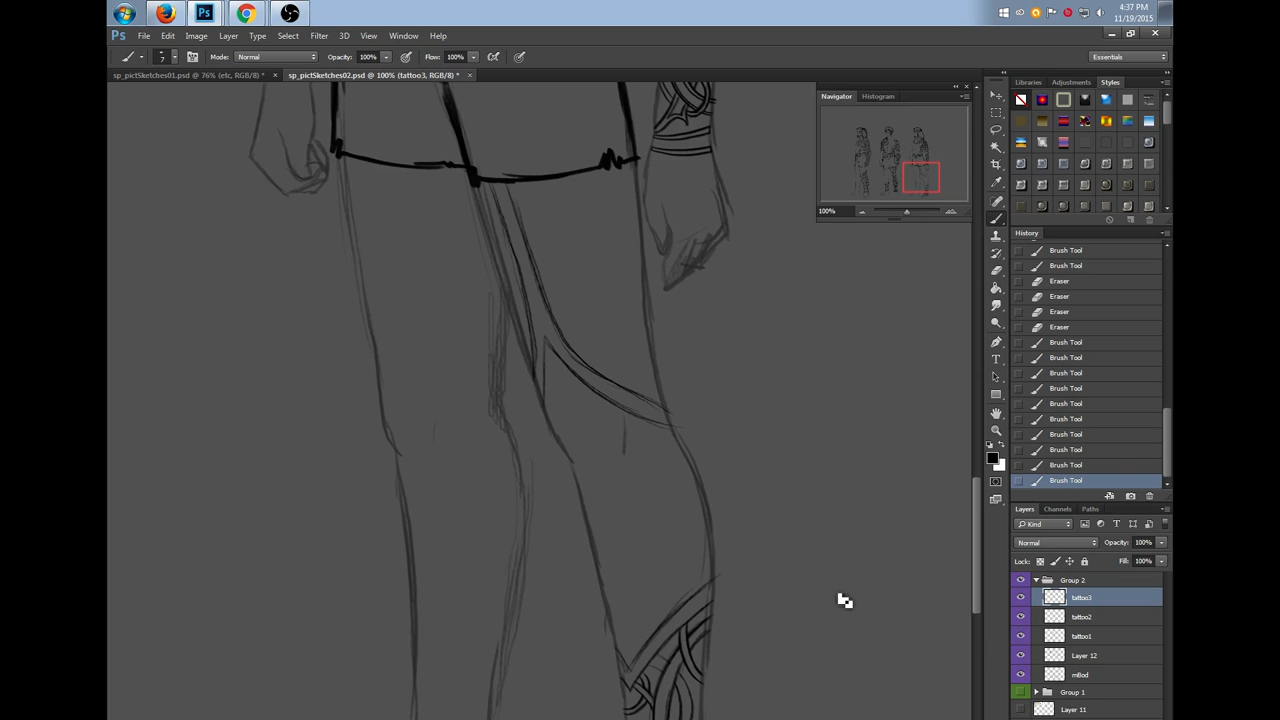 4:37 PM
11/19/2015
Ps File Edit Image Layer Type Select Filter 3D View Window Help
7 Mode: Normal Opacity: 100% Flow: 100% Essentials
sp_pictSketches01.psd @ 76% (etc, RGB/8) * × sp_pictSketches02.psd @ 100% (tattoo3, RGB/8) * ×
Libraries Adjustments Styles
Navigator Histogram
100%
History
Brush Tool
Brush Tool
Eraser
Eraser
Eraser
Eraser
Brush Tool
Brush Tool
Brush Tool
Brush Tool
Brush Tool
Brush Tool
Brush Tool
Brush Tool
Brush Tool
Brush Tool
Layers Channels Paths
Kind
Normal Opacity: 100%
Lock: Fill: 100%
Group 2
tattoo3
tattoo2
tattoo1
Layer 12
mBod
Group 1
Layer 11